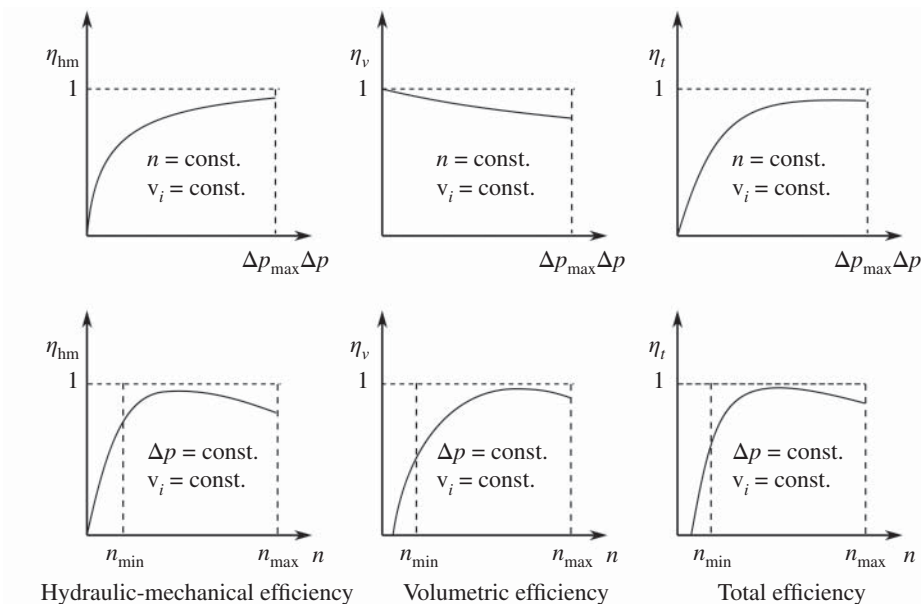 η_hm
1
n = const.
v_i = const.
Δp_max Δp
η_v
1
n = const.
v_i = const.
Δp_max Δp
η_t
1
n = const.
v_i = const.
Δp_max Δp
η_hm
1
Δp = const.
v_i = const.
n_min n_max n
Hydraulic-mechanical efficiency
η_v
1
Δp = const.
v_i = const.
n_min n_max n
Volumetric efficiency
η_t
1
Δp = const.
v_i = const.
n_min n_max n
Total efficiency